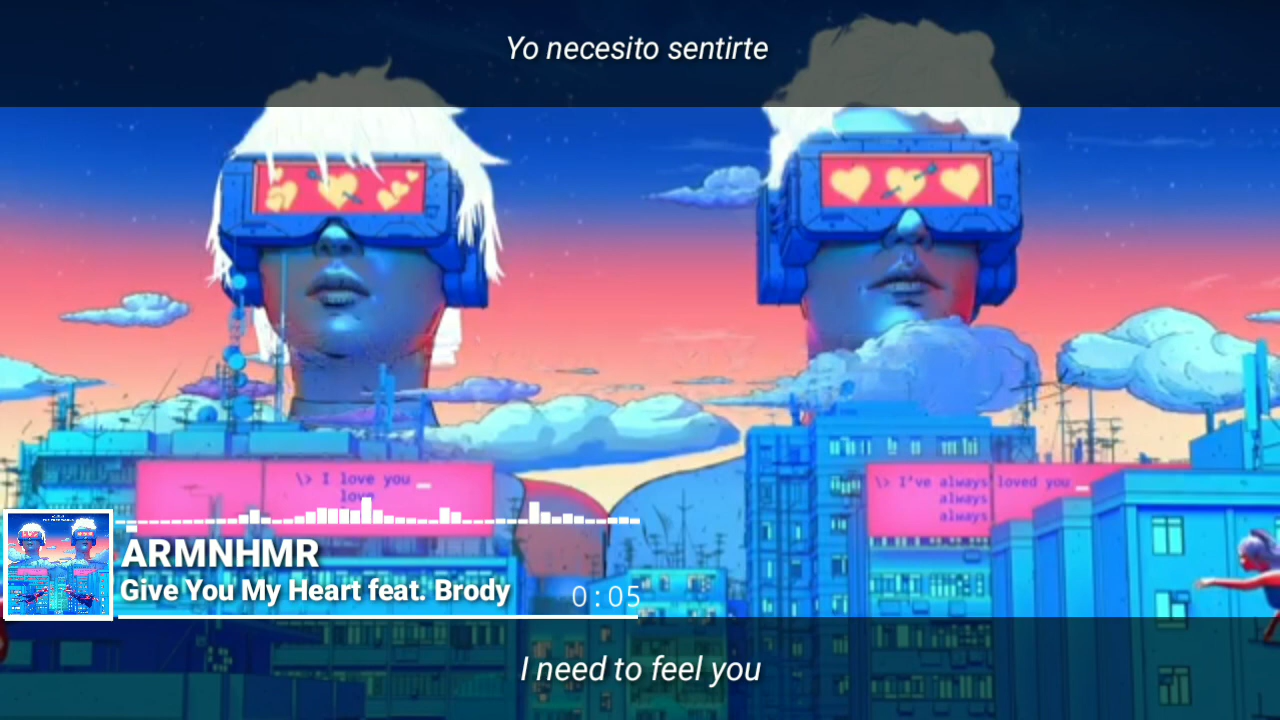 Yo necesito sentirte
\> I love you
love
\> I've always loved you
always
always
ARMNHMR
Give You My Heart feat. Brody
0:05
I need to feel you